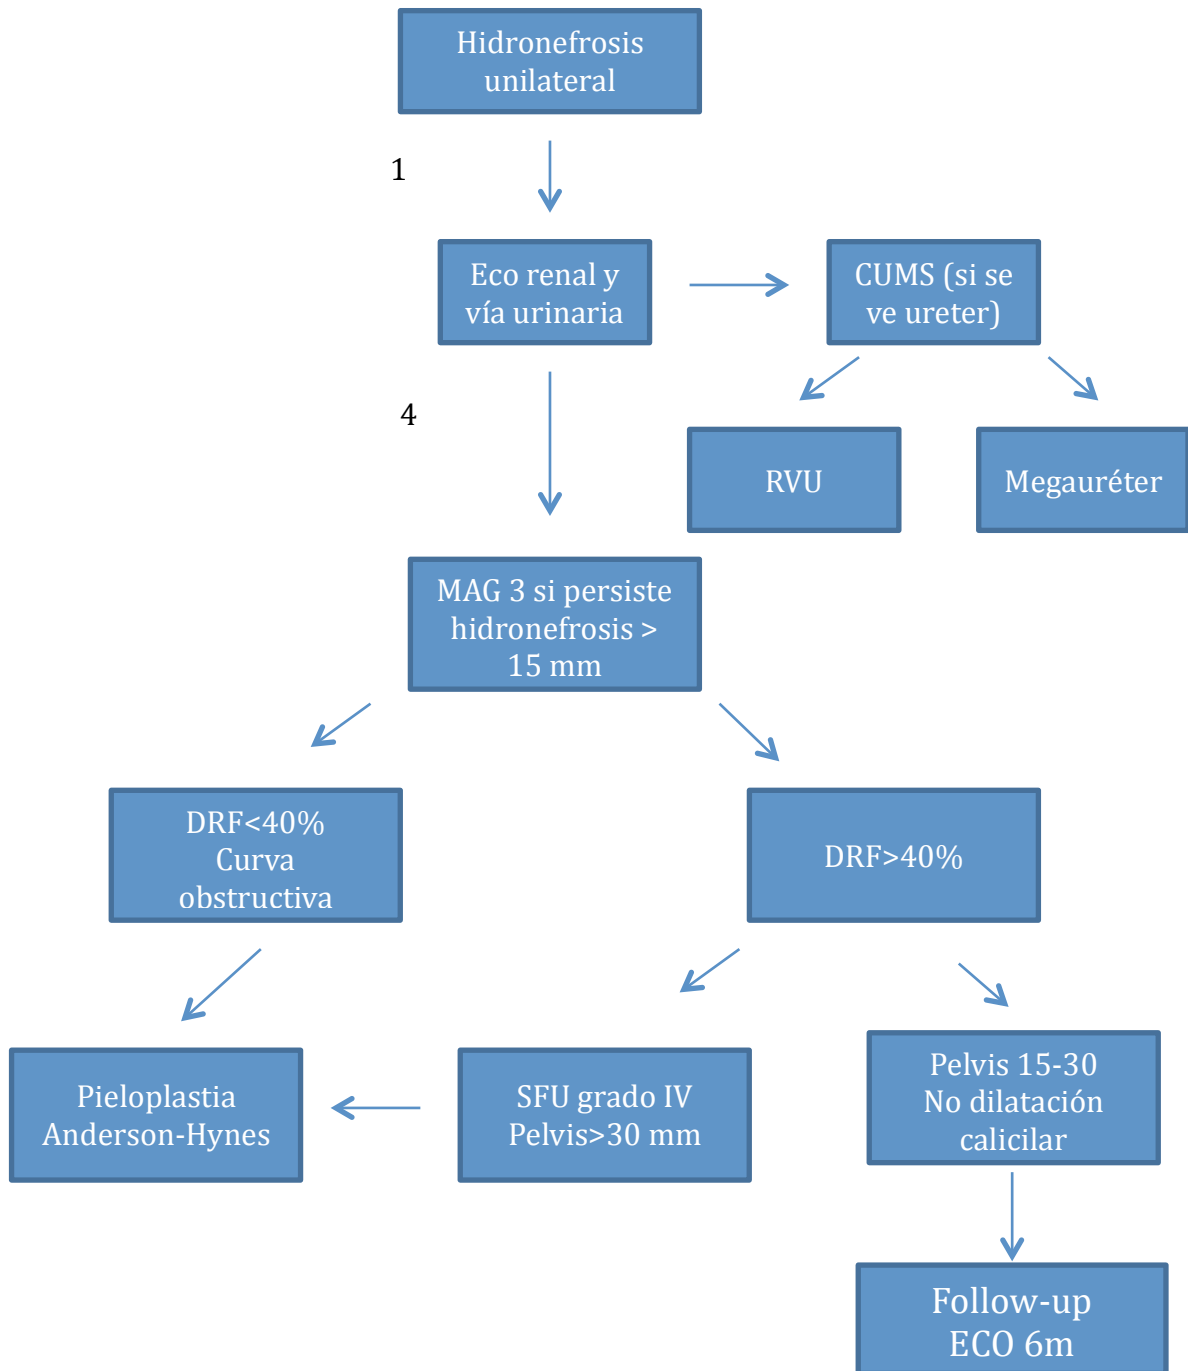 Hidronefrosis
unilateral
1
Eco renal y
vía urinaria
CUMS (si se
ve ureter)
4
RVU
Megauréter
MAG 3 si persiste
hidronefrosis >
15 mm
DRF<40%
Curva
obstructiva
DRF>40%
Pieloplastia
Anderson-Hynes
SFU grado IV
Pelvis>30 mm
Pelvis 15-30
No dilatación
calicilar
Follow-up
ECO 6m